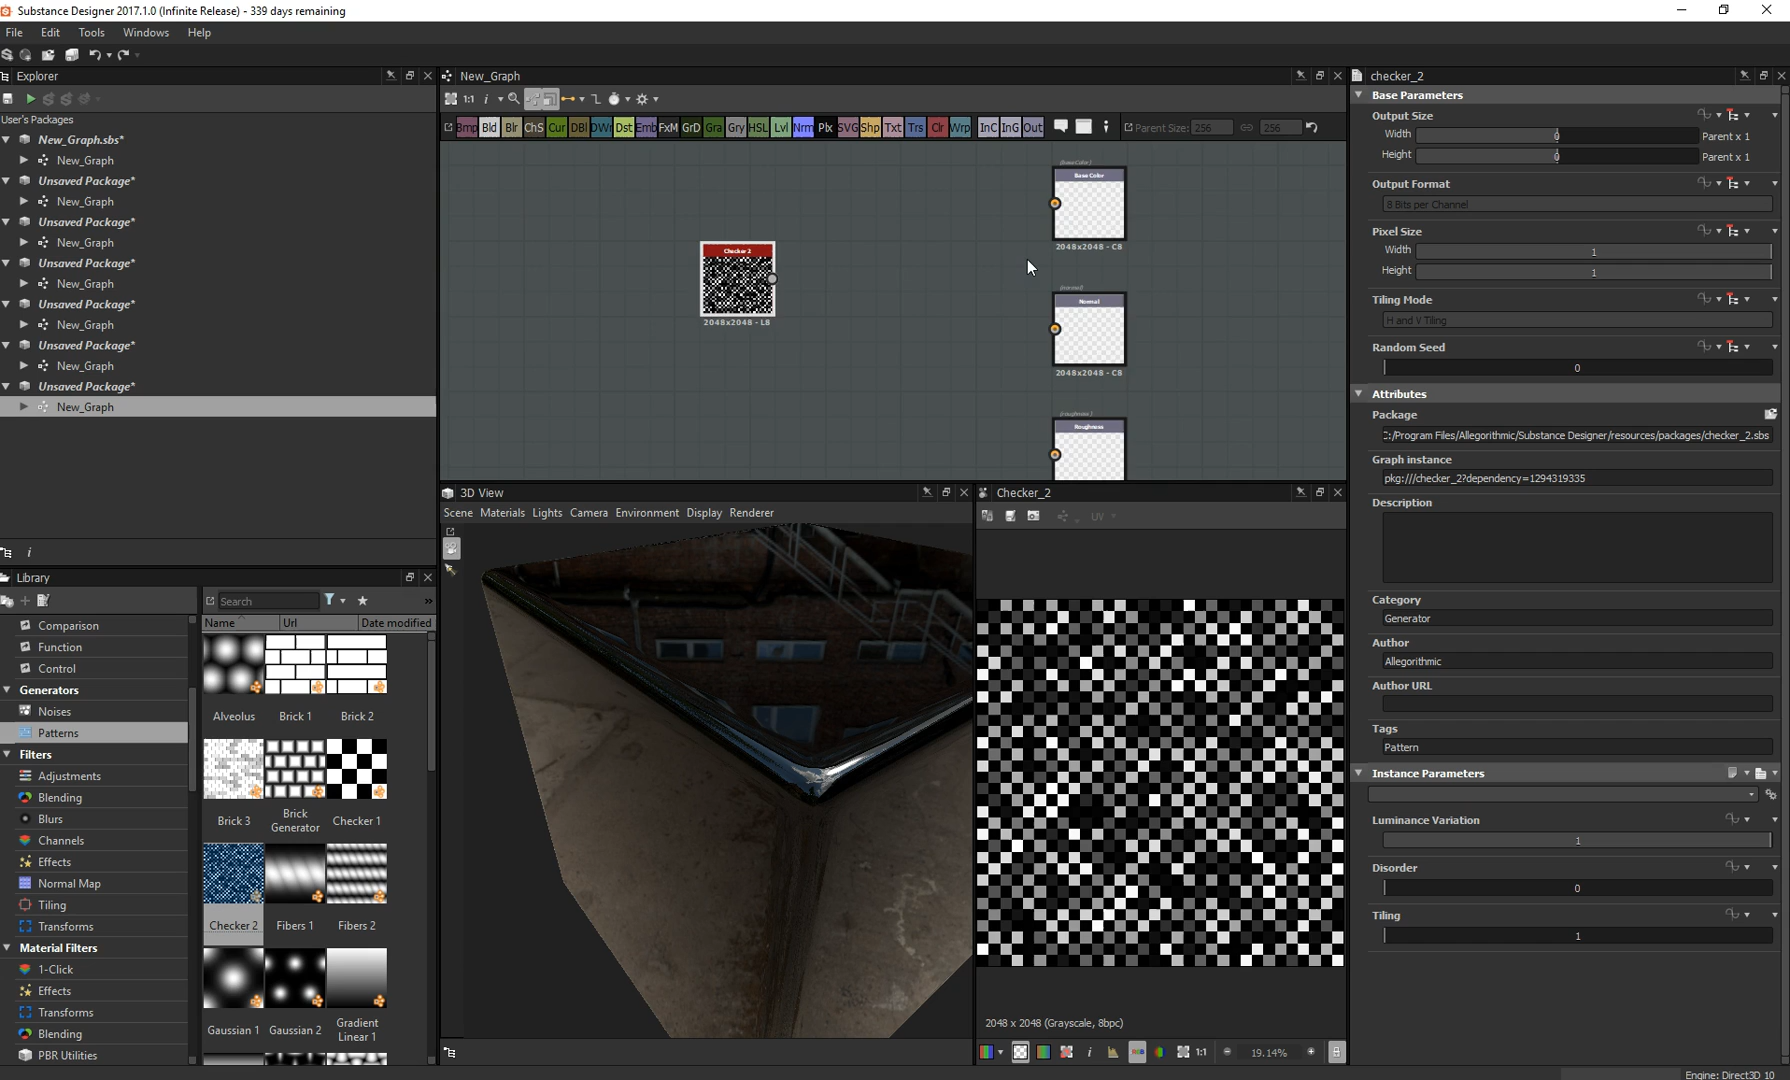 Substance Designer 2017.1.0 (Infinite Release) - 339 days remaining
File Edit Tools Windows Help
Explorer
User's Packages
New_Graph.sbs*
New_Graph
Unsaved Package*
New_Graph
Unsaved Package*
New_Graph
Unsaved Package*
New_Graph
Unsaved Package*
New_Graph
Unsaved Package*
New_Graph
Unsaved Package*
New_Graph
Library
Search
Name Url Date modified
Comparison
Function
Control
Generators
Noises
Patterns
Filters
Adjustments
Blending
Blurs
Channels
Effects
Normal Map
Tiling
Transforms
Material Filters
1-Click
Effects
Transforms
Blending
PBR Utilities
Alveolus Brick 1 Brick 2
Brick 3 Brick Generator Checker 1
Checker 2 Fibers 1 Fibers 2
Gaussian 1 Gaussian 2 Gradient Linear 1
New_Graph
1:1
Bmp Bld Blr ChS Cur DBl DWr Dst Emb FxM GrD Gra Gry HSL Lvl Nrm Plx SVG Shp Txt Trs Clr Wrp InC InG Out
Parent Size: 256 256
Checker 2
2048x2048 - L8
(baseColor)
Base Color
2048x2048 - C8
(normal)
Normal
2048x2048 - C8
(roughness)
Roughness
3D View
Scene Materials Lights Camera Environment Display Renderer
Checker_2
UV
2048 x 2048 (Grayscale, 8bpc)
1:1 19.14%
checker_2
Base Parameters
Output Size
Width 0 Parent x 1
Height 0 Parent x 1
Output Format
8 Bits per Channel
Pixel Size
Width 1
Height 1
Tiling Mode
H and V Tiling
Random Seed
0
Attributes
Package
:/Program Files/Allegorithmic/Substance Designer/resources/packages/checker_2.sbs
Graph instance
pkg:///checker_2?dependency=1294319335
Description
Category
Generator
Author
Allegorithmic
Author URL
Tags
Pattern
Instance Parameters
Luminance Variation
1
Disorder
0
Tiling
1
Engine: Direct3D 10